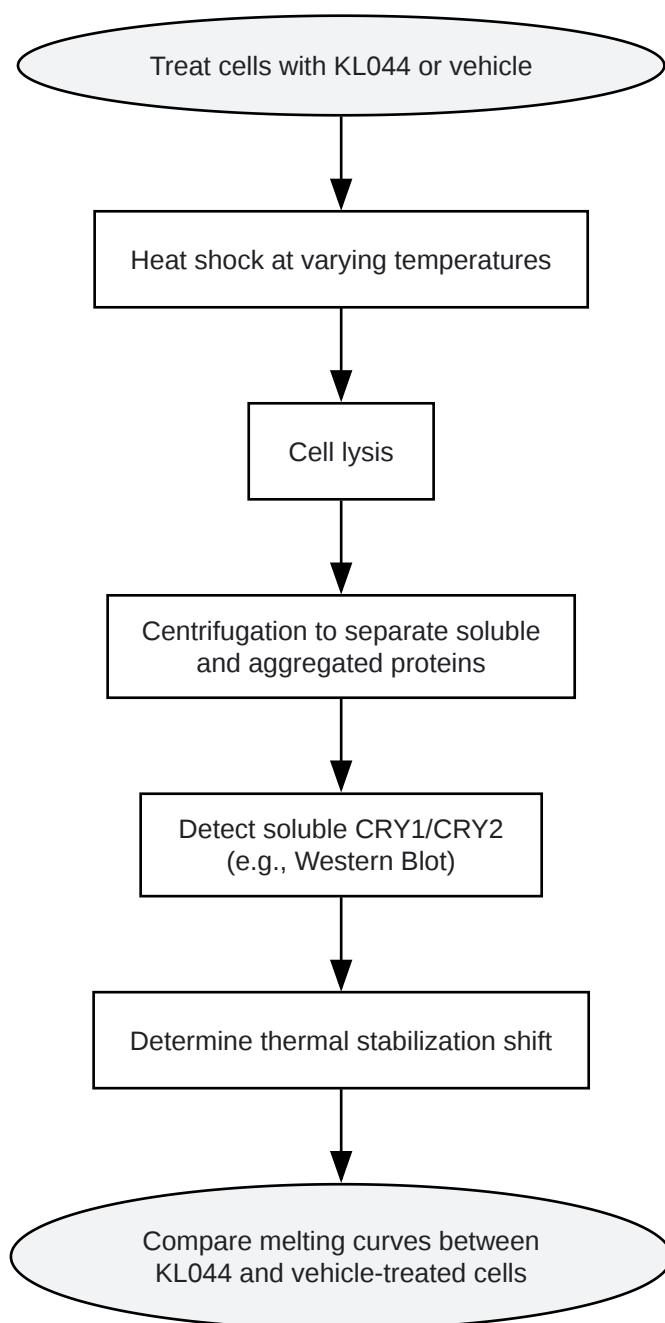 Treat cells with KL044 or vehicle
Heat shock at varying temperatures
Cell lysis
Centrifugation to separate soluble
and aggregated proteins
Detect soluble CRY1/CRY2
(e.g., Western Blot)
Determine thermal stabilization shift
Compare melting curves between
KL044 and vehicle-treated cells